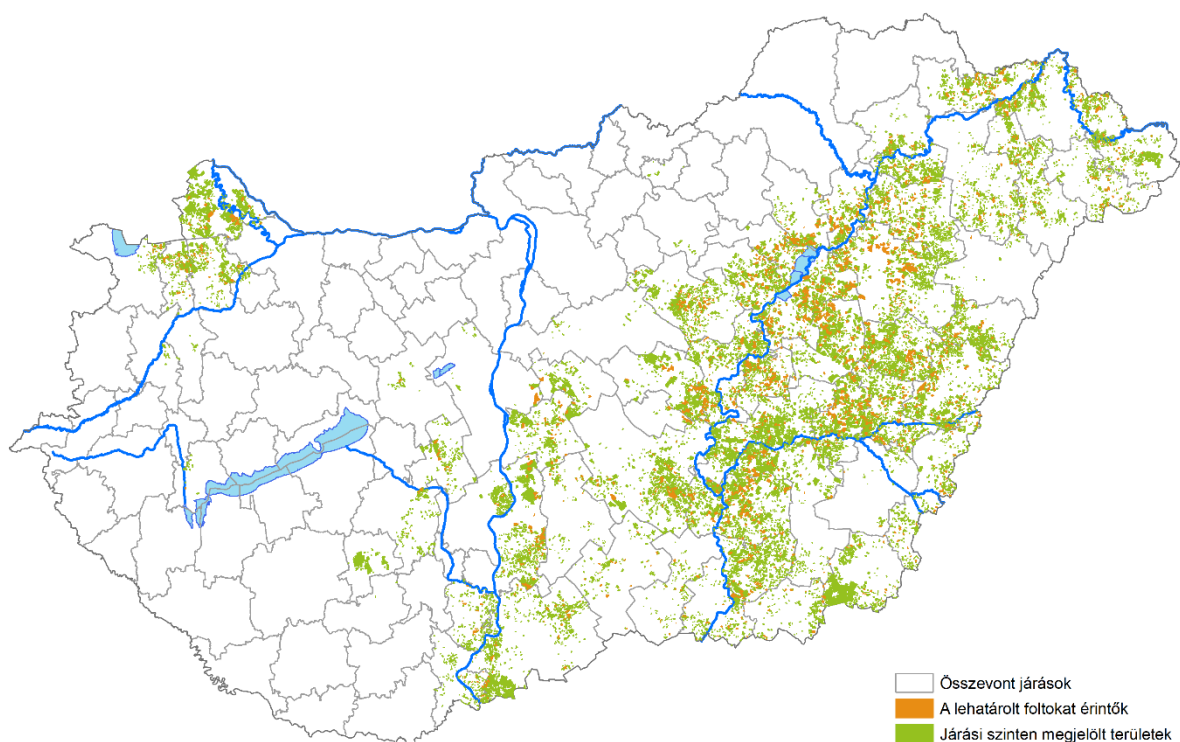 Összevont járások
A lehatárolt foltokat érintők
Járási szinten megjelölt területek